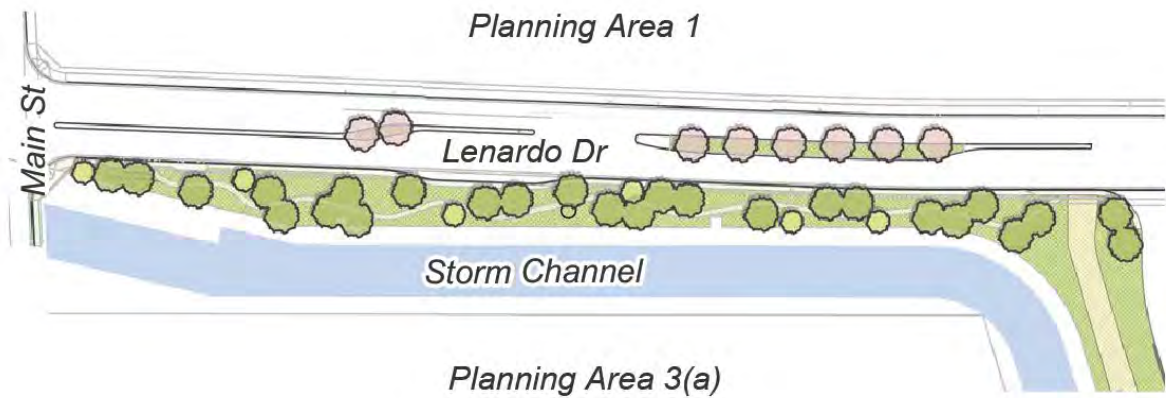 Planning Area 1
Main St
Lenardo Dr
Storm Channel
Planning Area 3(a)